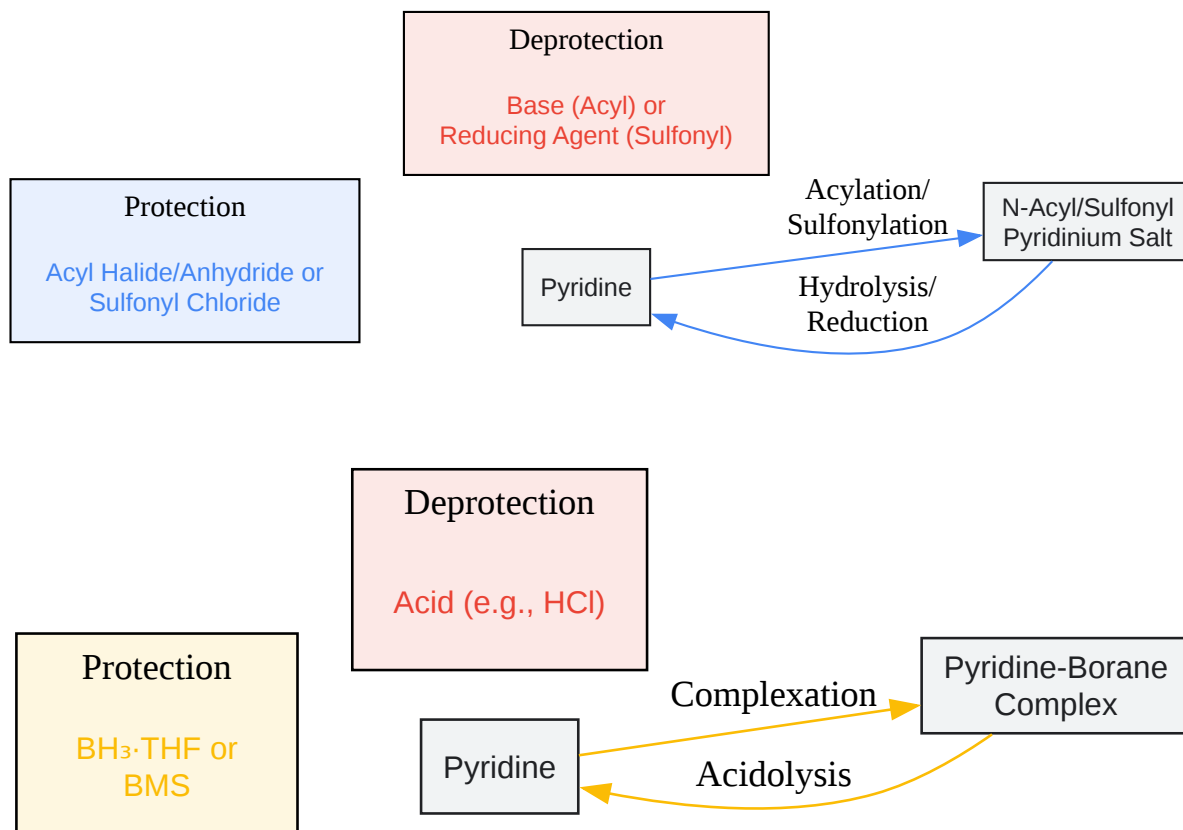 Deprotection
Base (Acyl) or
Reducing Agent (Sulfonyl)
Protection
Acyl Halide/Anhydride or
Sulfonyl Chloride
Acylation/
Sulfonylation
N-Acyl/Sulfonyl
Pyridinium Salt
Pyridine
Hydrolysis/
Reduction
Deprotection
Acid (e.g., HCl)
Protection
BH₃·THF or
BMS
Complexation
Pyridine-Borane
Complex
Pyridine
Acidolysis